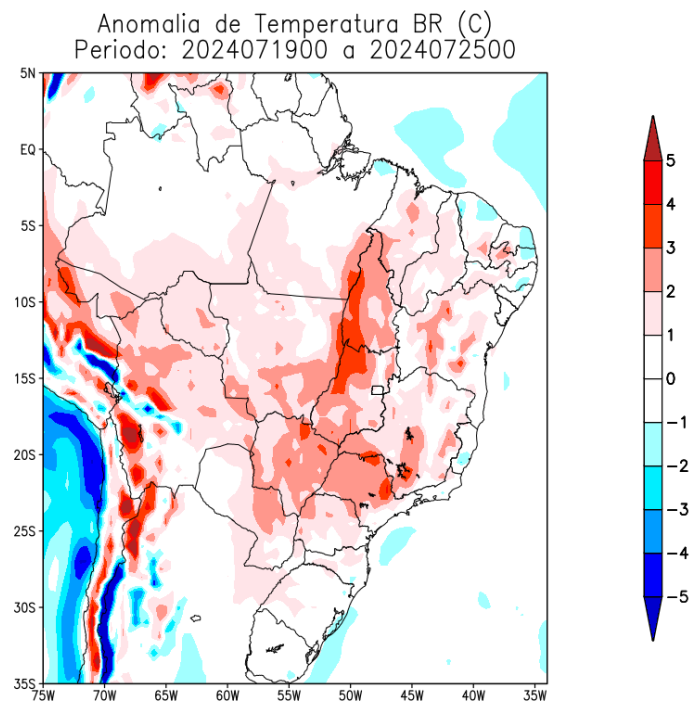 Anomalia de Temperatura BR (C)
Periodo: 2024071900 a 2024072500
5N
EQ
5S
10S
15S
20S
25S
30S
35S
75W 70W 65W 60W 55W 50W 45W 40W 35W
5
4
3
2
1
0
-1
-2
-3
-4
-5